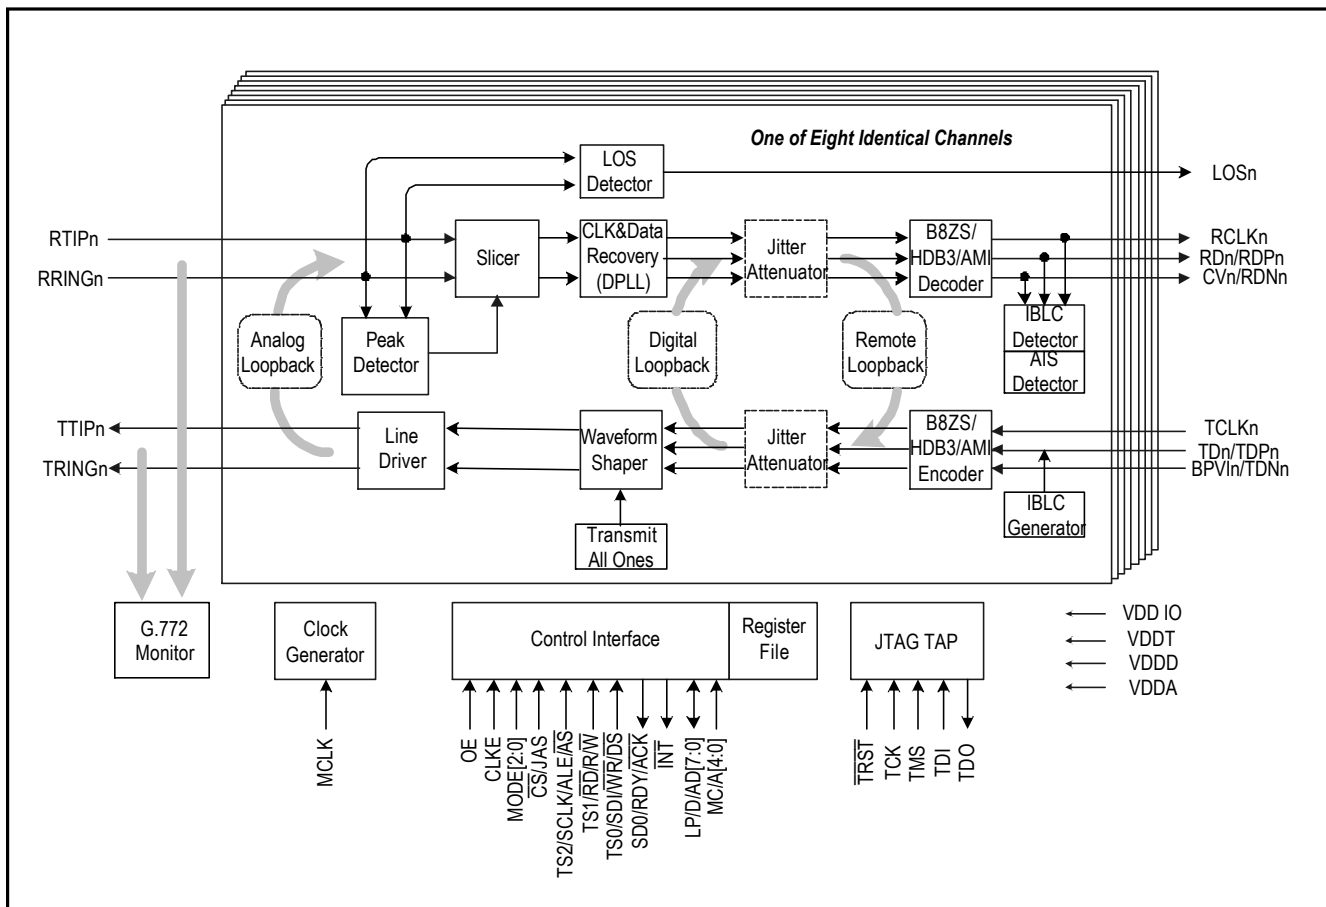 One of Eight Identical Channels
LOS
Detector
LOSn
RTIPn
RRINGn
Slicer
CLK&Data
Recovery
(DPLL)
Jitter
Attenuator
B8ZS/
HDB3/AMI
Decoder
RCLKn
RDn/RDPn
CVn/RDNn
Analog
Loopback
Peak
Detector
Digital
Loopback
Remote
Loopback
IBLC
Detector
AIS
Detector
TTIPn
TRINGn
Line
Driver
Waveform
Shaper
Jitter
Attenuator
B8ZS/
HDB3/AMI
Encoder
TCLKn
TDn/TDPn
BPVIn/TDNn
Transmit
All Ones
IBLC
Generator
G.772
Monitor
Clock
Generator
Control Interface
Register
File
JTAG TAP
VDD IO
VDDT
VDDD
VDDA
MCLK
OE
CLKE
MODE[2:0]
CS/JAS
TS2/SCLK/ALE/AS
TS1/RD/R/W
TS0/SDI/WR/DS
SD0/RDY/ACK
INT
LP/D/AD[7:0]
MC/A[4:0]
TRST
TCK
TMS
TDI
TDO